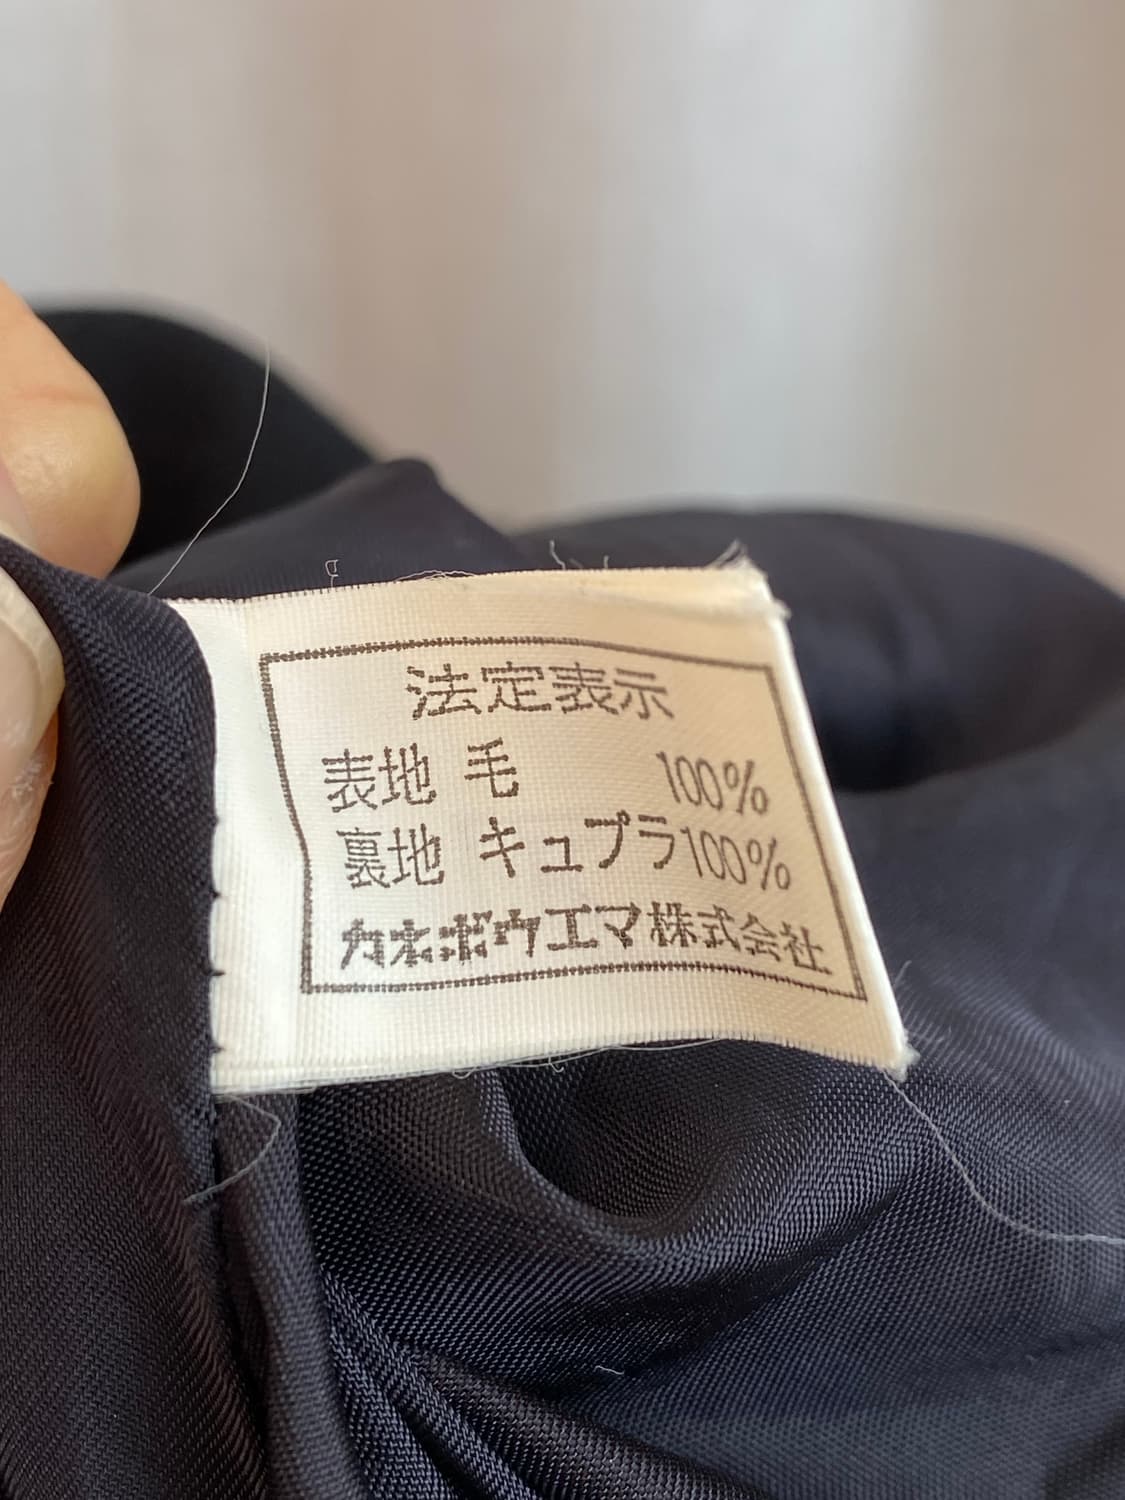 法定表示
表地 毛 100%
裏地 キュプラ100%
カネボウエマ株式会社